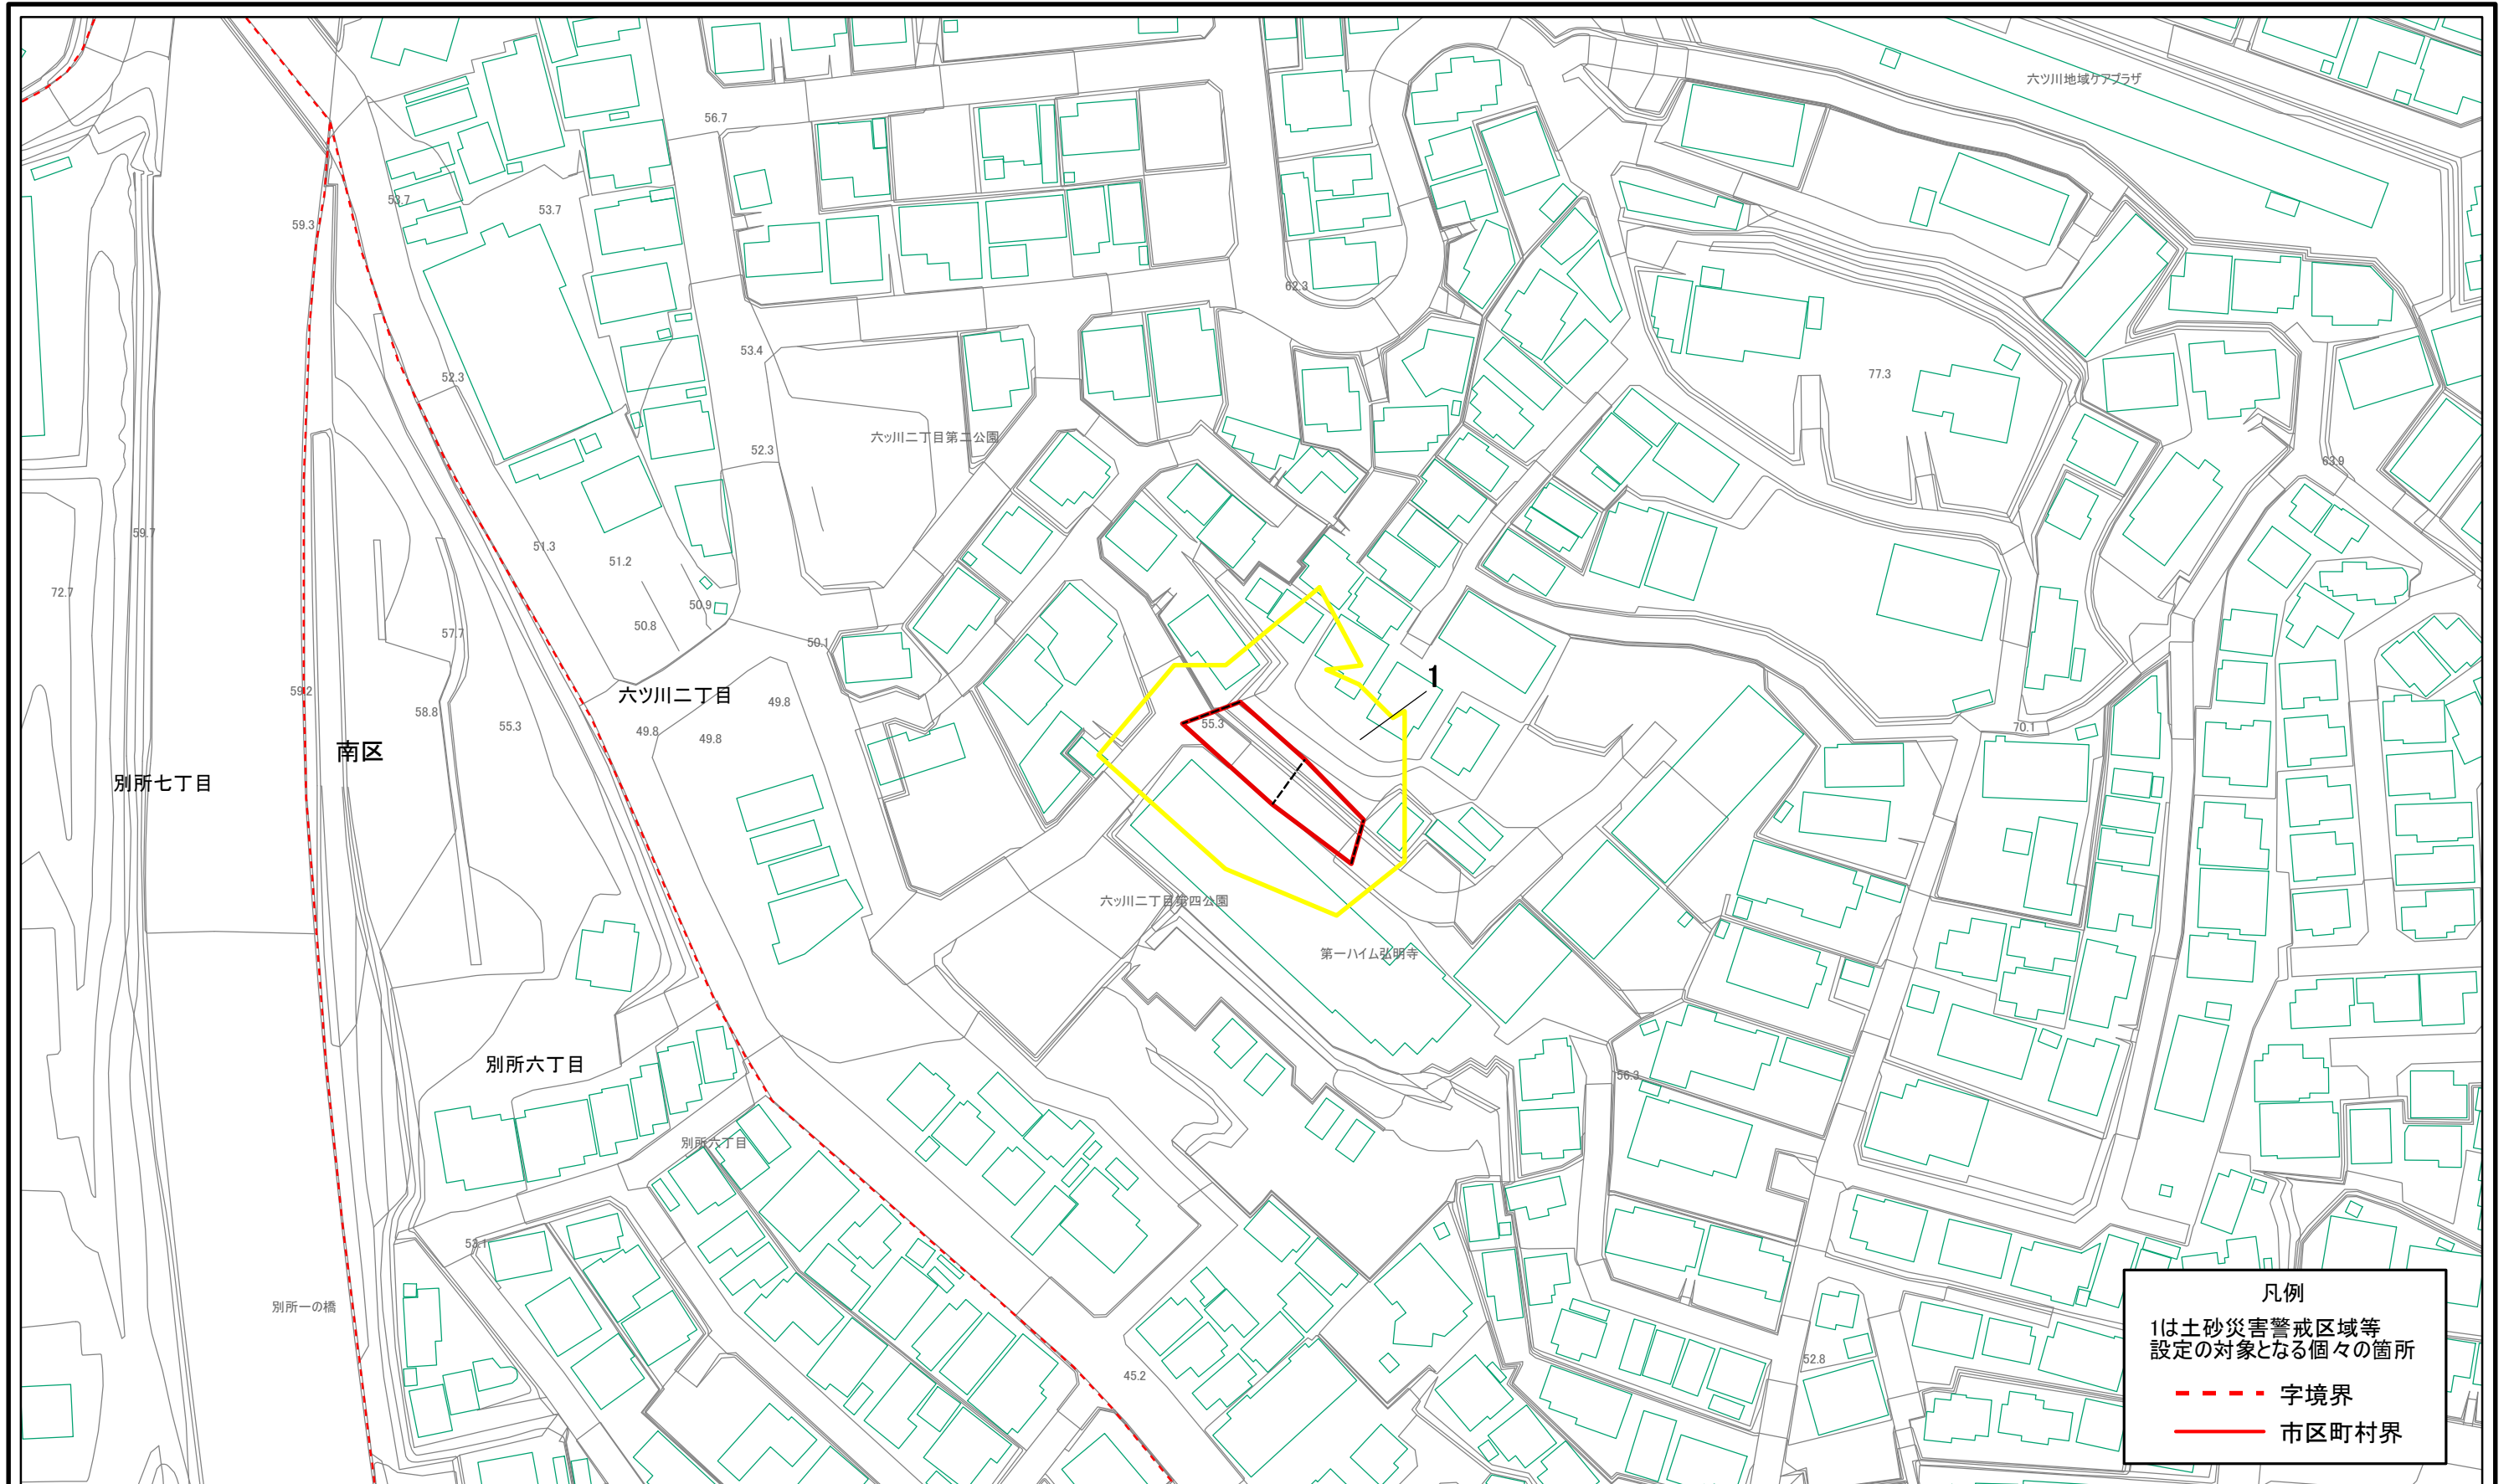 六ツ川地域ケアプラザ
56.7
53.7
53.7
59.3
62.3
53.4
77.3
52.3
六ッ川二丁目第二公園
52.3
63.9
59.7
51.3
51.2
72.7
50.9
50.8
57.7
50.1
1
59.2
六ツ川二丁目
49.8
58.8
55.3
49.8
49.8
55.3
70.1
南区
別所七丁目
六ッ川二丁目第四公園
第一ハイム弘明寺
別所六丁目
56.3
別所六丁目
53.1
別所一の橋
52.8
45.2
凡例
1は土砂災害警戒区域等
設定の対象となる個々の箇所
字境界
市区町村界